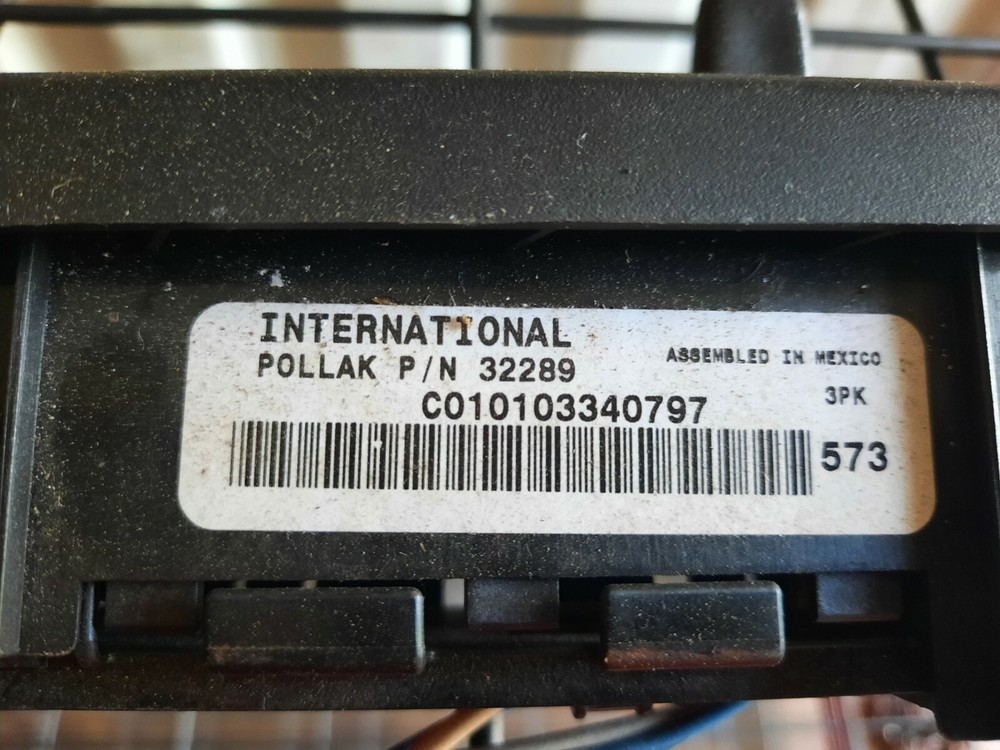 INTERNATIONAL
POLLAK P/N 32289
ASSEMBLED IN MEXICO
3PK
C010103340797
573